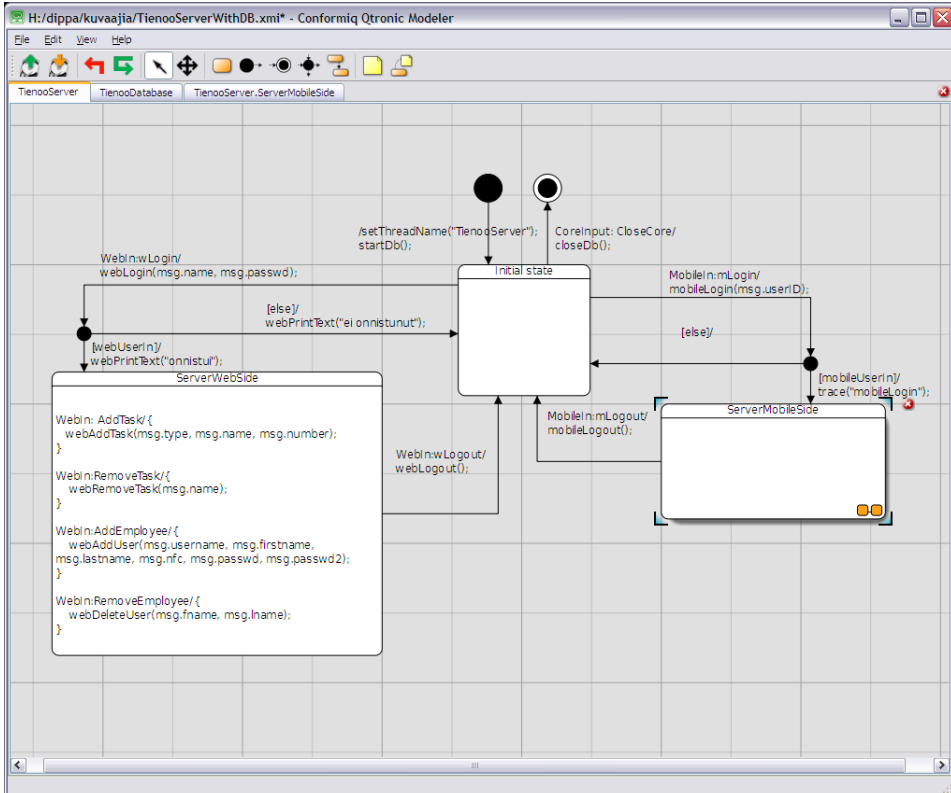 H:/dippa/kuvaajia/TienooServerWithDB.xmi* - Conformiq Qtronic Modeler
File Edit View Help
TienooServer TienooDatabase TienooServer.ServerMobileSide
/setThreadName("TienooServer");
startDb();
CoreInput: CloseCore/
closeDb();
WebIn:wLogin/
webLogin(msg.name, msg.passwd);
Initial state
MobileIn:mLogin/
mobileLogin(msg.userID);
[else]/
webPrintText("ei onnistunut");
[else]/
[webUserIn]/
webPrintText("onnistui");
[mobileUserIn]/
trace("mobileLogin");
ServerWebSide
WebIn: AddTask/{
webAddTask(msg.type, msg.name, msg.number);
}
WebIn:RemoveTask/{
webRemoveTask(msg.name);
}
WebIn:AddEmployee/{
webAddUser(msg.username, msg.firstname,
msg.lastname, msg.nfc, msg.passwd, msg.passwd2);
}
WebIn:RemoveEmployee/{
webDeleteUser(msg.fname, msg.lname);
}
WebIn:wLogout/
webLogout();
MobileIn:mLogout/
mobileLogout();
ServerMobileSide